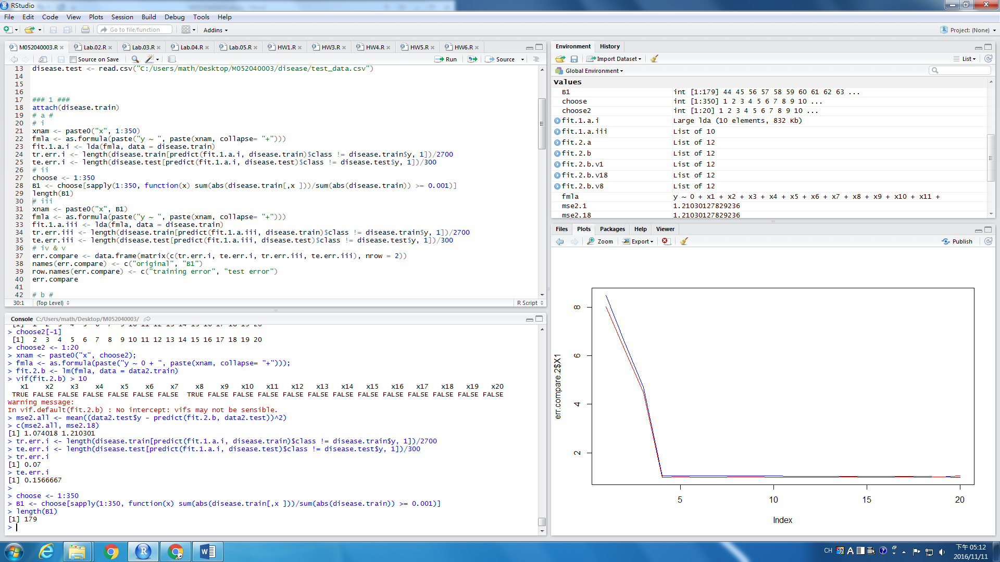 RStudio
File Edit Code View Plots Session Build Debug Tools Help
Go to file/function Addins Project: (None)
M052040003.R Lab.02.R Lab.03.R Lab.04.R Lab.05.R HW1.R HW3.R HW4.R HW5.R HW6.R
Source on Save Run Source
13 disease.test <- read.csv("C:/Users/math/Desktop/M052040003/disease/test_data.csv")
14
15
16
17 ### 1 ###
18 attach(disease.train)
19 # a #
20 # i
21 xnam <- paste0("x", 1:350)
22 fmla <- as.formula(paste("y ~ ", paste(xnam, collapse= "+")))
23 fit.1.a.i <- lda(fmla, data = disease.train)
24 tr.err.i <- length(disease.train[predict(fit.1.a.i, disease.train)$class != disease.train$y, 1])/2700
25 te.err.i <- length(disease.test[predict(fit.1.a.i, disease.test)$class != disease.test$y, 1])/300
26 # ii
27 choose <- 1:350
28 B1 <- choose[sapply(1:350, function(x) sum(abs(disease.train[,x ]))/sum(abs(disease.train)) >= 0.001)]
29 length(B1)
30 # iii
31 xnam <- paste0("x", B1)
32 fmla <- as.formula(paste("y ~ ", paste(xnam, collapse= "+")))
33 fit.1.a.iii <- lda(fmla, data = disease.train)
34 tr.err.iii <- length(disease.train[predict(fit.1.a.iii, disease.train)$class != disease.train$y, 1])/2700
35 te.err.iii <- length(disease.test[predict(fit.1.a.iii, disease.test)$class != disease.test$y, 1])/300
36 # iv & v
37 err.compare <- data.frame(matrix(c(tr.err.i, te.err.i, tr.err.iii, te.err.iii), nrow = 2))
38 names(err.compare) <- c("original", "B1")
39 row.names(err.compare) <- c("training error", "test error")
40 err.compare
41
42 # b #
30:1 (Top Level) R Script
Console C:/Users/math/Desktop/M052040003/
[1] 1 2 3 4 5 6 7 8 9 10 11 12 13 14 15 16 17 18 19 20
> choose2[-1]
[1] 2 3 4 5 6 7 8 9 10 11 12 13 14 15 16 17 18 19 20
> choose2 <- 1:20
> xnam <- paste0("x", choose2);
> fmla <- as.formula(paste("y ~ 0 + ", paste(xnam, collapse= "+")));
> fit.2.b <- lm(fmla, data = data2.train)
> vif(fit.2.b) > 10
x1 x2 x3 x4 x5 x6 x7 x8 x9 x10 x11 x12 x13 x14 x15 x16 x17 x18 x19 x20
TRUE FALSE FALSE FALSE FALSE FALSE FALSE TRUE FALSE FALSE FALSE FALSE FALSE FALSE FALSE FALSE FALSE FALSE FALSE FALSE
Warning message:
In vif.default(fit.2.b) : No intercept: vifs may not be sensible.
> mse2.all <- mean((data2.test$y - predict(fit.2.b, data2.test))^2)
> c(mse2.all, mse2.18)
[1] 1.074018 1.210301
> tr.err.i <- length(disease.train[predict(fit.1.a.i, disease.train)$class != disease.train$y, 1])/2700
> te.err.i <- length(disease.test[predict(fit.1.a.i, disease.test)$class != disease.test$y, 1])/300
> tr.err.i
[1] 0.07
> te.err.i
[1] 0.1566667
>
> choose <- 1:350
> B1 <- choose[sapply(1:350, function(x) sum(abs(disease.train[,x ]))/sum(abs(disease.train)) >= 0.001)]
> length(B1)
[1] 179
>
Environment History
Import Dataset List
Global Environment
Values
B1 int [1:179] 44 45 56 57 58 59 60 61 62 63 ...
choose int [1:350] 1 2 3 4 5 6 7 8 9 10 ...
choose2 int [1:20] 1 2 3 4 5 6 7 8 9 10 ...
fit.1.a.i Large lda (10 elements, 832 Kb)
fit.1.a.iii List of 10
fit.2.a List of 12
fit.2.b List of 12
fit.2.b.v1 List of 12
fit.2.b.v18 List of 12
fit.2.b.v8 List of 12
fmla y ~ 0 + x1 + x2 + x3 + x4 + x5 + x6 + x7 + x8 + x9 + x10 + x11 +
mse2.1 1.21030127829236
mse2.18 1.21030127829236
Files Plots Packages Help Viewer
Zoom Export Publish
err.compare.2$X1
8
6
4
2
5 10 15 20
Index
CH
下午 05:12
2016/11/11